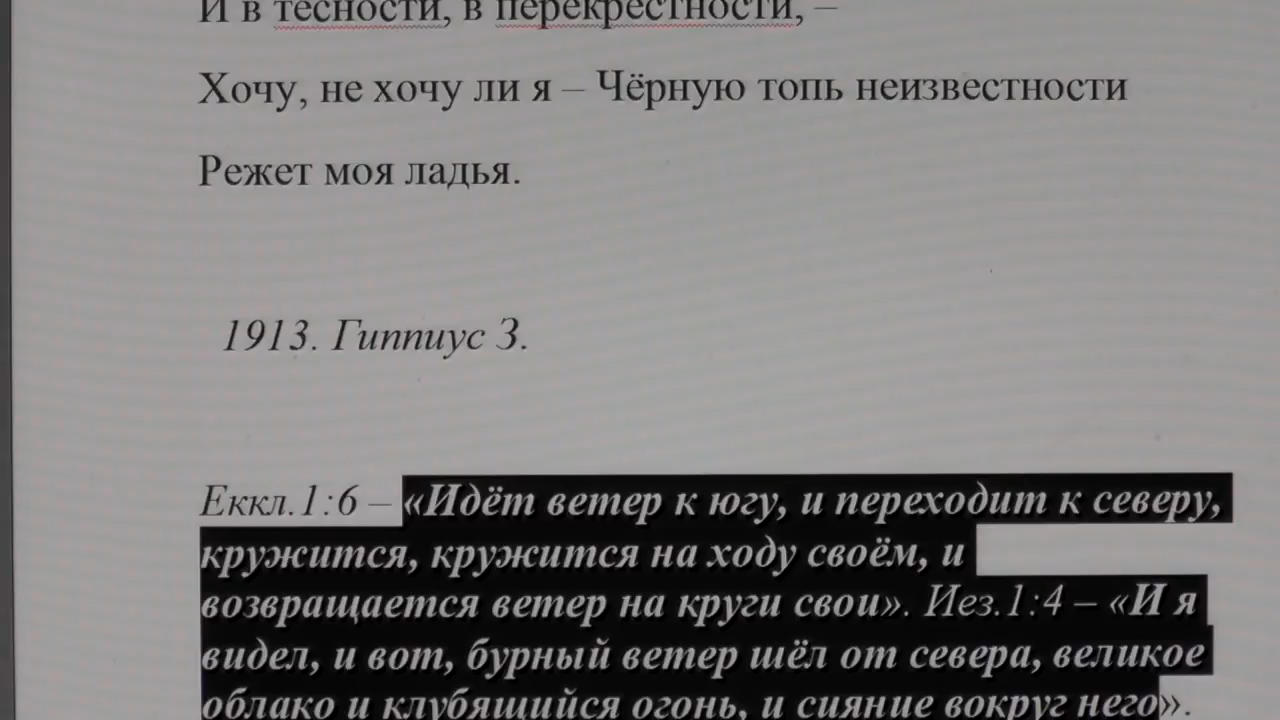 И в тесности, в перекрестности, –
Хочу, не хочу ли я – Чёрную топь неизвестности
Режет моя ладья.
1913. Гиппиус З.
Еккл.1:6 – «Идёт ветер к югу, и переходит к северу,
кружится, кружится на ходу своём, и
возвращается ветер на круги свои». Иез.1:4 – «И я
видел, и вот, бурный ветер шёл от севера, великое
облако и клубящийся огонь, и сияние вокруг него».